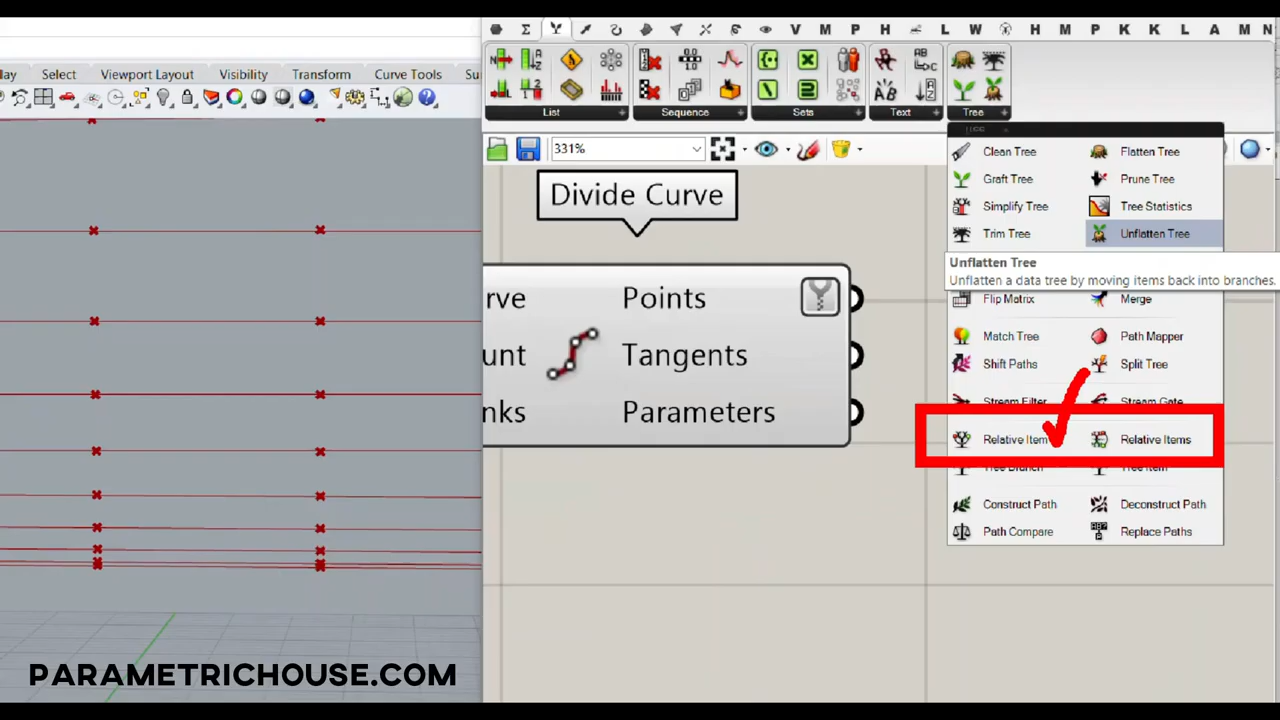 lay Select Viewport Layout Visibility Transform Curve Tools Su
V M P H L W H M P K K L A M N
List Sequence Sets Text Tree
331%
Divide Curve
rve Points
unt Tangents
nks Parameters
Clean Tree Flatten Tree
Graft Tree Prune Tree
Simplify Tree Tree Statistics
Trim Tree Unflatten Tree
Unflatten Tree
Unflatten a data tree by moving items back into branches.
Flip Matrix Merge
Match Tree Path Mapper
Shift Paths Split Tree
Stream Filter Stream Gate
Relative Item Relative Items
Tree Branch Tree Item
Construct Path Deconstruct Path
Path Compare Replace Paths
PARAMETRICHOUSE.COM